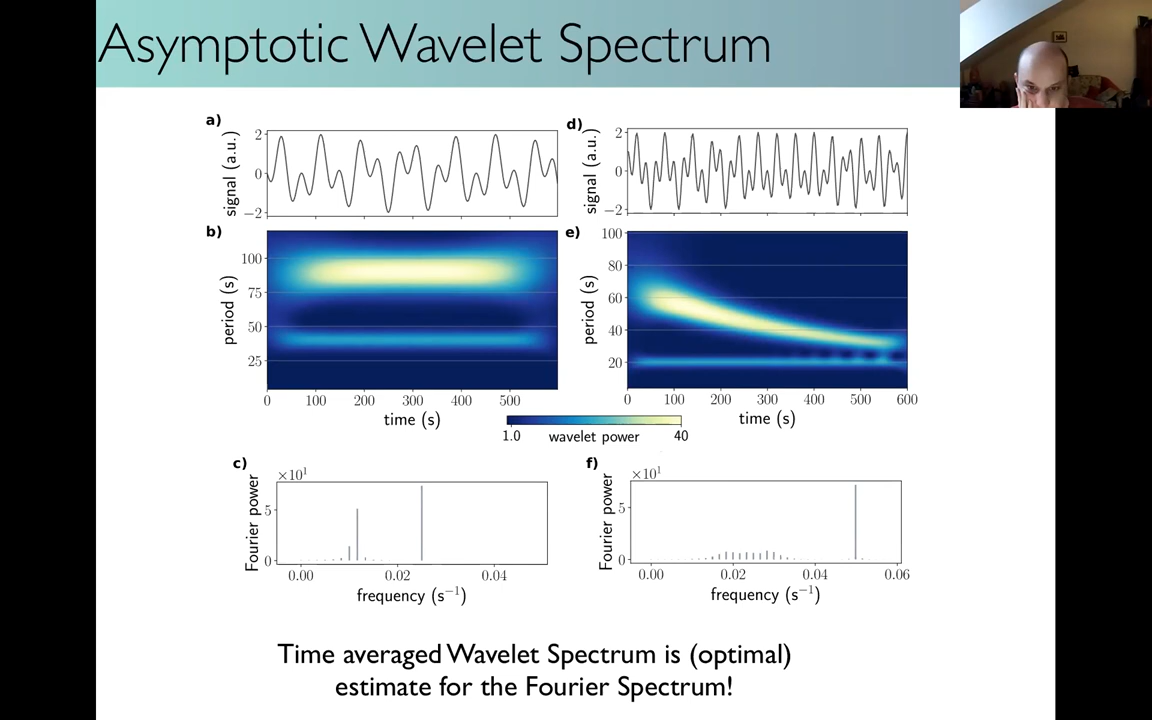 Asymptotic Wavelet Spectrum
a)
signal (a.u.)
2
0
−2
d)
signal (a.u.)
2
0
−2
b)
period (s)
100
75
50
25
0 100 200 300 400 500
time (s)
e)
period (s)
100
80
60
40
20
0 100 200 300 400 500 600
time (s)
1.0 wavelet power 40
c)
×10¹
Fourier power
5
0
0.00 0.02 0.04
frequency (s⁻¹)
f)
×10¹
Fourier power
5
0
0.00 0.02 0.04 0.06
frequency (s⁻¹)
Time averaged Wavelet Spectrum is (optimal)
estimate for the Fourier Spectrum!